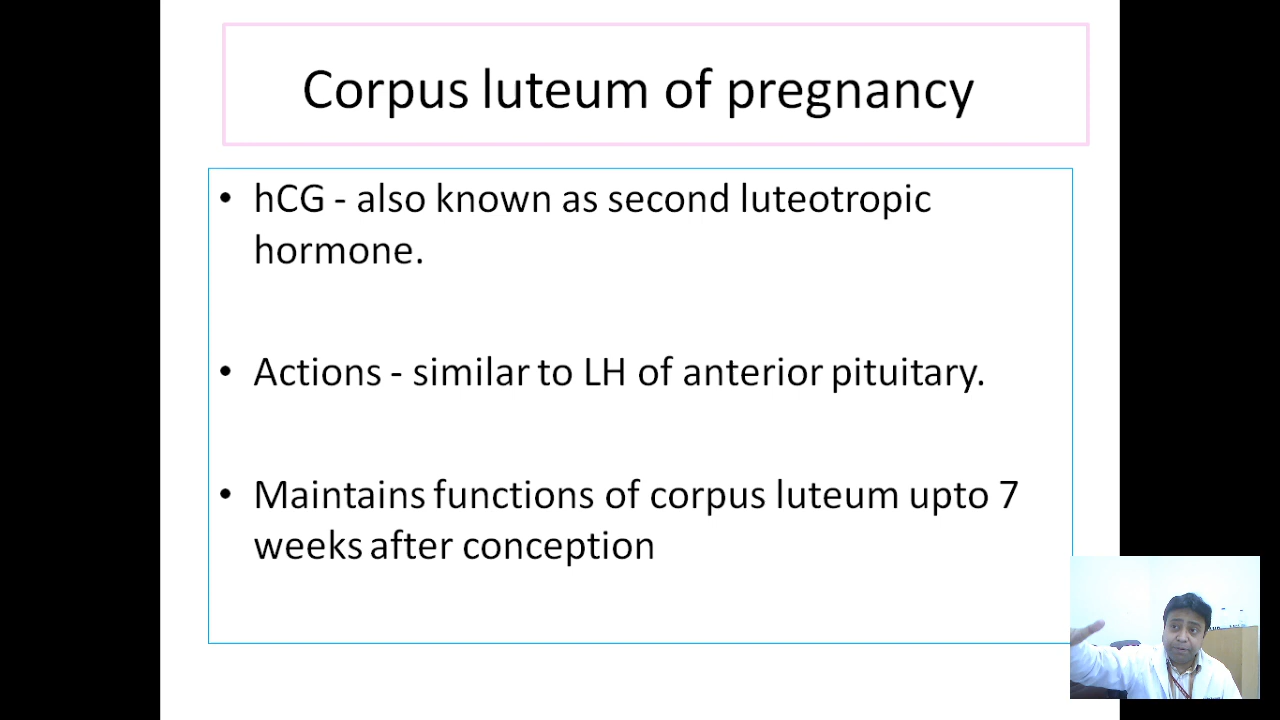 Corpus luteum of pregnancy
• hCG - also known as second luteotropic
hormone.
• Actions - similar to LH of anterior pituitary.
• Maintains functions of corpus luteum upto 7
weeks after conception